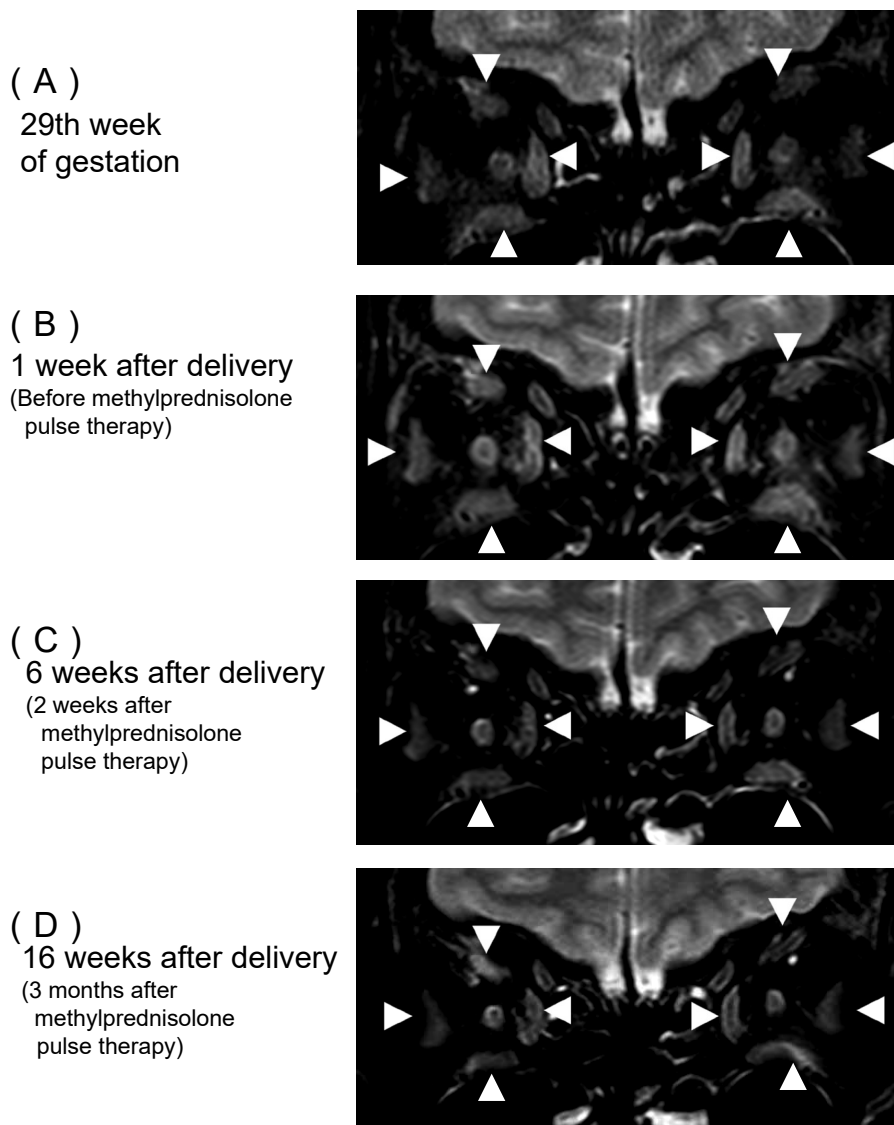 ( A )
29th week
of gestation
( B )
1 week after delivery
(Before methylprednisolone
pulse therapy)
( C )
6 weeks after delivery
(2 weeks after
methylprednisolone
pulse therapy)
( D )
16 weeks after delivery
(3 months after
methylprednisolone
pulse therapy)